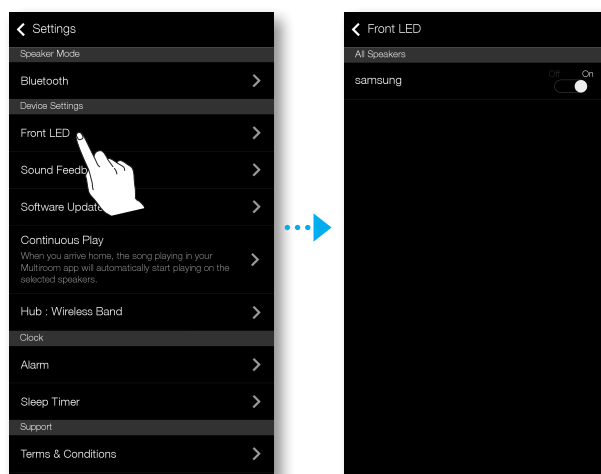 Settings
Speaker Mode
Bluetooth
Device Settings
Front LED
Sound Feedb
Software Update
Continuous Play
When you arrive home, the song playing in your
Multiroom app will automatically start playing on the
selected speakers.
Hub : Wireless Band
Clock
Alarm
Sleep Timer
Support
Terms & Conditions
Front LED
All Speakers
Off On
samsung